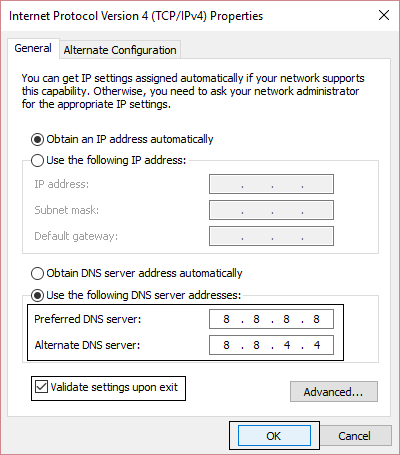 Internet Protocol Version 4 (TCP/IPv4) Properties
General
Alternate Configuration
You can get IP settings assigned automatically if your network supports
this capability. Otherwise, you need to ask your network administrator
for the appropriate IP settings.
Obtain an IP address automatically
Use the following IP address:
IP address: . . .
Subnet mask: . . .
Default gateway: . . .
Obtain DNS server address automatically
Use the following DNS server addresses:
Preferred DNS server: 8 . 8 . 8 . 8
Alternate DNS server: 8 . 8 . 4 . 4
Validate settings upon exit
Advanced...
OK
Cancel